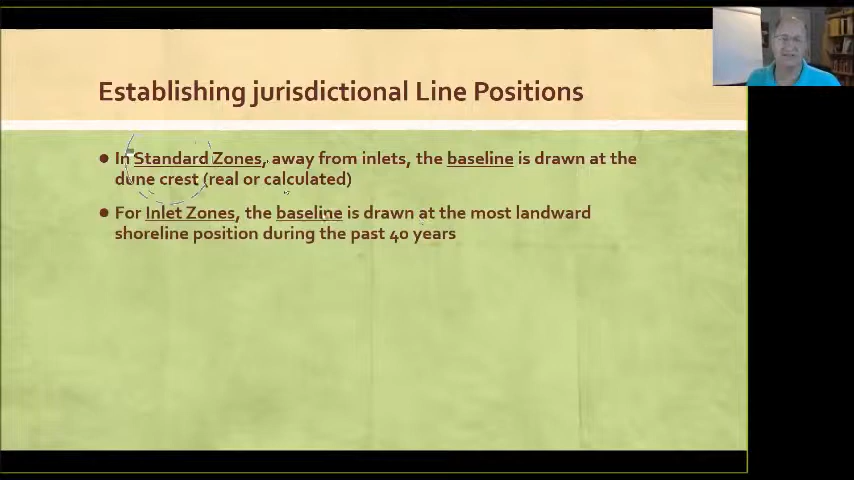 Establishing jurisdictional Line Positions
● In Standard Zones, away from inlets, the baseline is drawn at the
dune crest (real or calculated)
● For Inlet Zones, the baseline is drawn at the most landward
shoreline position during the past 40 years